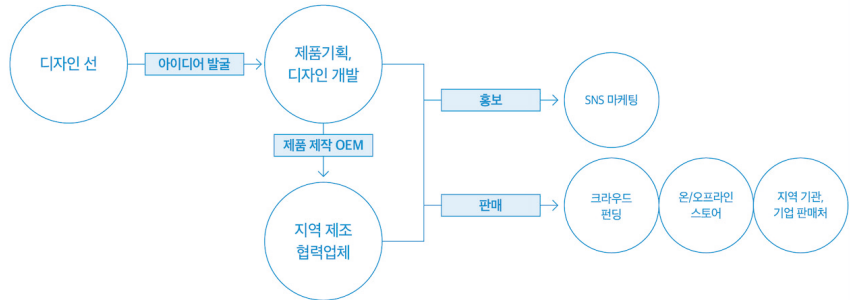 디자인 선
아이디어 발굴
제품기획,
디자인 개발
제품 제작 OEM
지역 제조
협력업체
홍보
SNS 마케팅
판매
크라우드
펀딩
온/오프라인
스토어
지역 기관,
기업 판매처